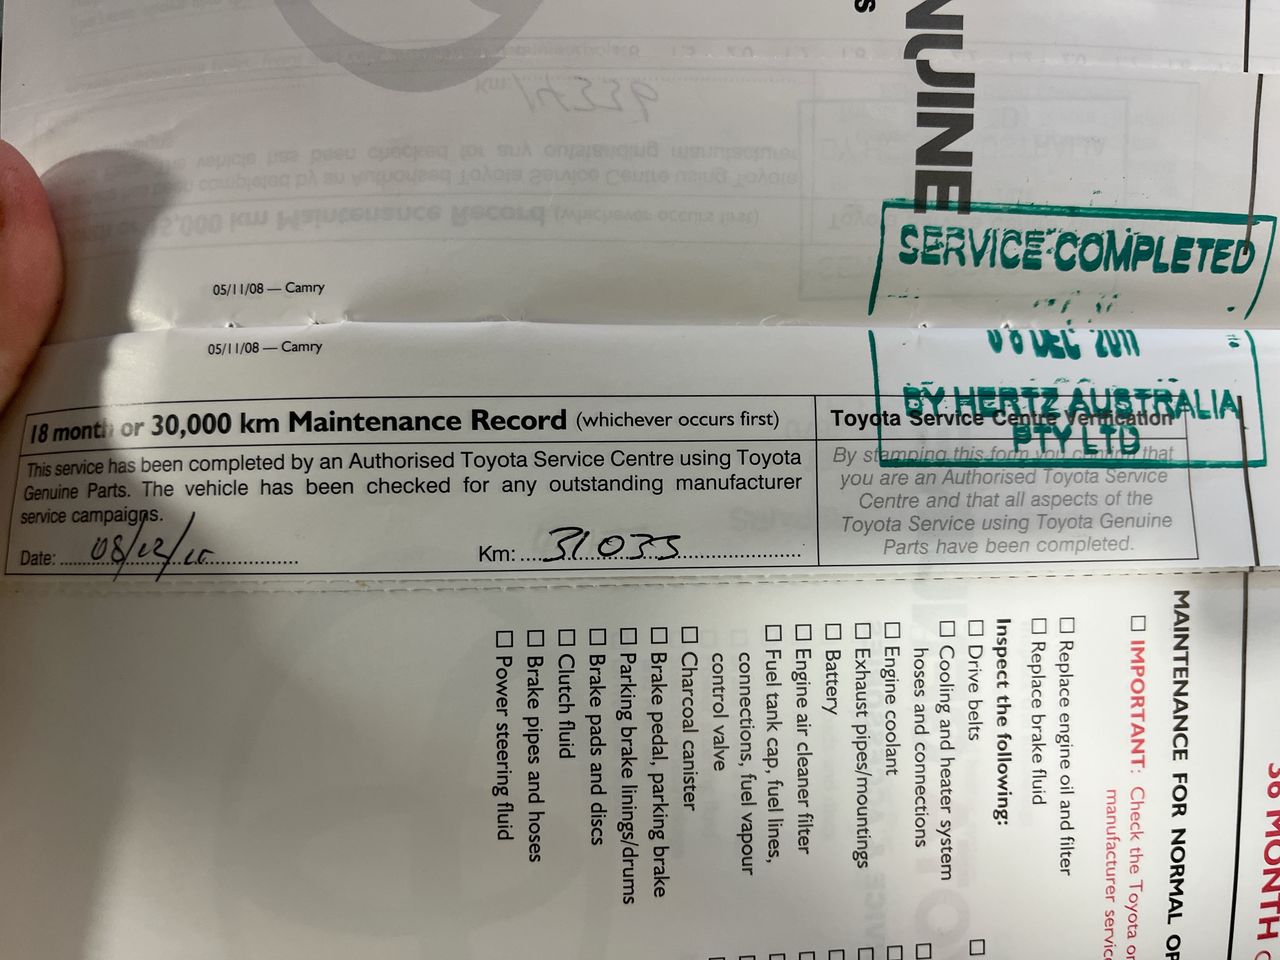 NUINE
SERVICE COMPLETED
05/11/08 — Camry
05/11/08 — Camry
DEC 2011
BY HERTZ AUSTRALIA
PTY LTD
18 month or 30,000 km Maintenance Record (whichever occurs first)
This service has been completed by an Authorised Toyota Service Centre using Toyota
Genuine Parts. The vehicle has been checked for any outstanding manufacturer
service campaigns.
Date: 08/12/
Km: 31035
Toyota Service Centre Verification
By stamping this form you confirm that
you are an Authorised Toyota Service
Centre and that all aspects of the
Toyota Service using Toyota Genuine
Parts have been completed.
36 MONTH
MAINTENANCE FOR NORMAL OP
IMPORTANT: Check the Toyota or
manufacturer service
Replace engine oil and filter
Replace brake fluid
Inspect the following:
Drive belts
Cooling and heater system
hoses and connections
Engine coolant
Exhaust pipes/mountings
Battery
Engine air cleaner filter
Fuel tank cap, fuel lines,
connections, fuel vapour
control valve
Charcoal canister
Brake pedal, parking brake
Parking brake linings/drums
Brake pads and discs
Clutch fluid
Brake pipes and hoses
Power steering fluid